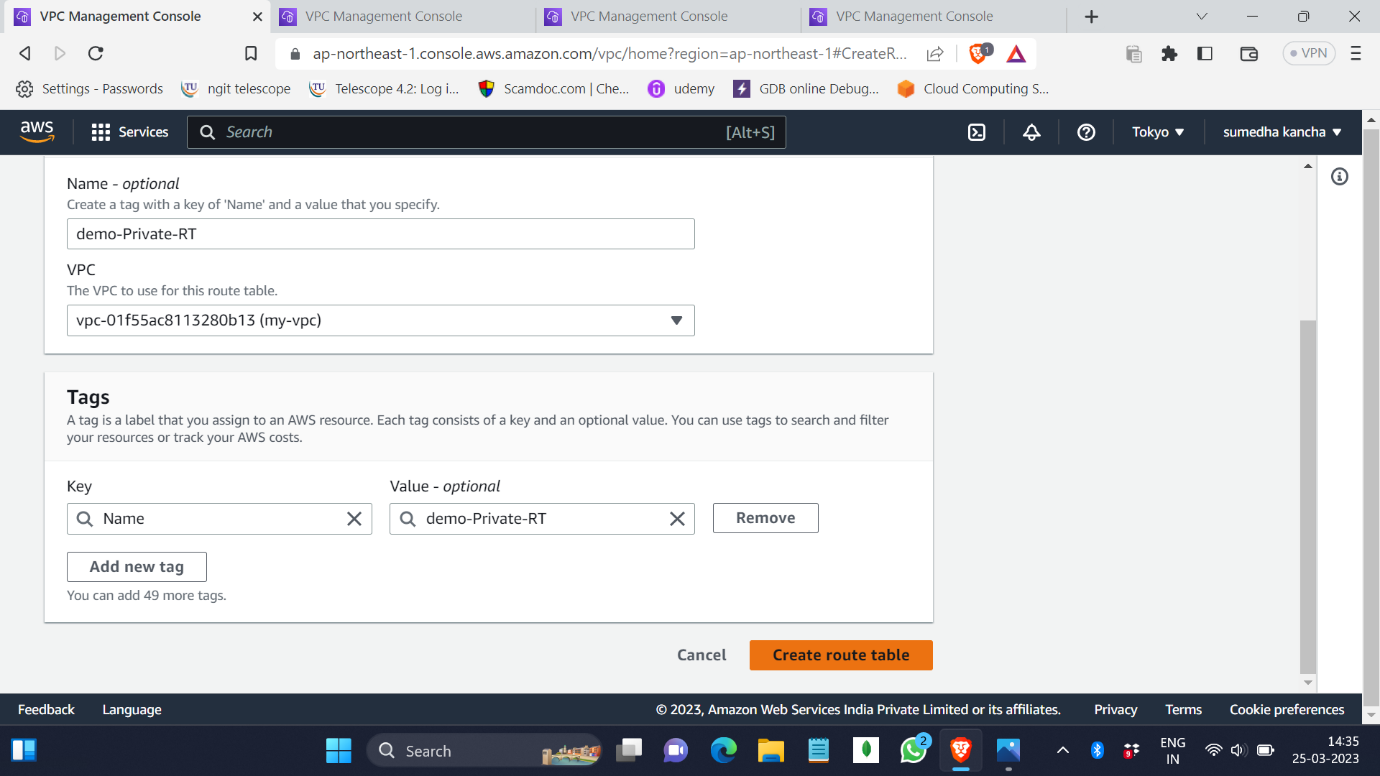 VPC Management Console
VPC Management Console
VPC Management Console
VPC Management Console
ap-northeast-1.console.aws.amazon.com/vpc/home?region=ap-northeast-1#CreateR...
1
VPN
Settings - Passwords
ngit telescope
Telescope 4.2: Log i...
Scamdoc.com | Che...
udemy
GDB online Debug...
Cloud Computing S...
aws
Services
Search
[Alt+S]
Tokyo
sumedha kancha
Name - optional
Create a tag with a key of 'Name' and a value that you specify.
demo-Private-RT
VPC
The VPC to use for this route table.
vpc-01f55ac8113280b13 (my-vpc)
Tags
A tag is a label that you assign to an AWS resource. Each tag consists of a key and an optional value. You can use tags to search and filter
your resources or track your AWS costs.
Key
Value - optional
Name
demo-Private-RT
Remove
Add new tag
You can add 49 more tags.
Cancel
Create route table
Feedback
Language
© 2023, Amazon Web Services India Private Limited or its affiliates.
Privacy
Terms
Cookie preferences
Search
2
9
ENG
IN
14:35
25-03-2023